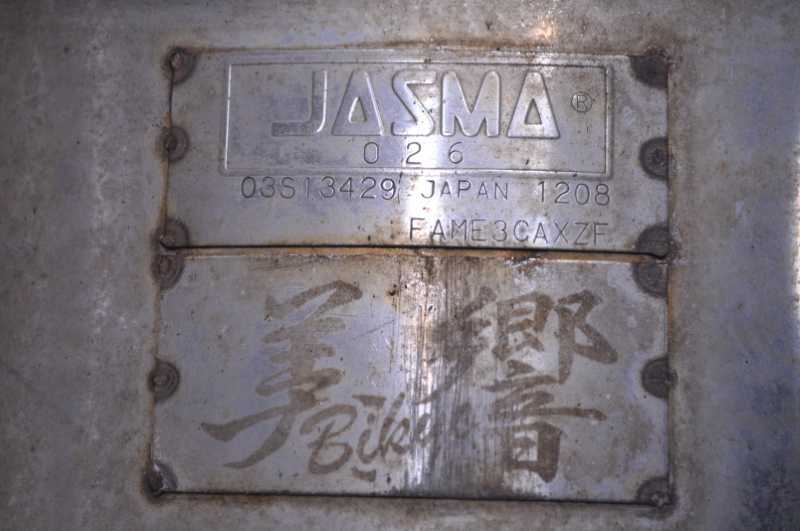 JASMA®
026
03S13429 JAPAN 1208
FAME3CAXZF
美響
Bikyo